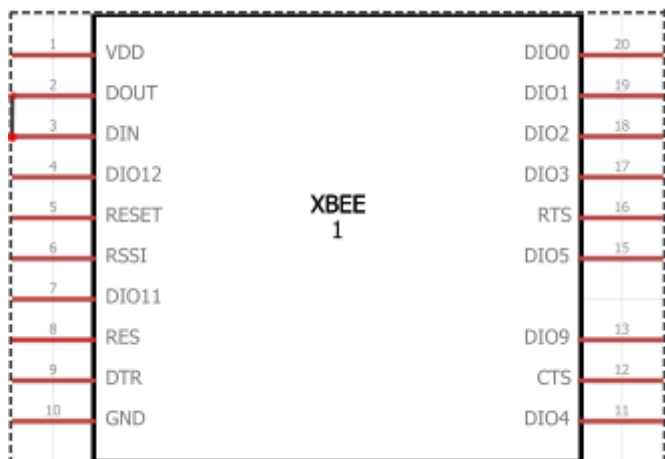 1 VDD DIO0 20
2 DOUT DIO1 19
3 DIN DIO2 18
4 DIO12 DIO3 17
5 RESET XBEE RTS 16
1
6 RSSI DIO5 15
7 DIO11
8 RES DIO9 13
9 DTR CTS 12
10 GND DIO4 11